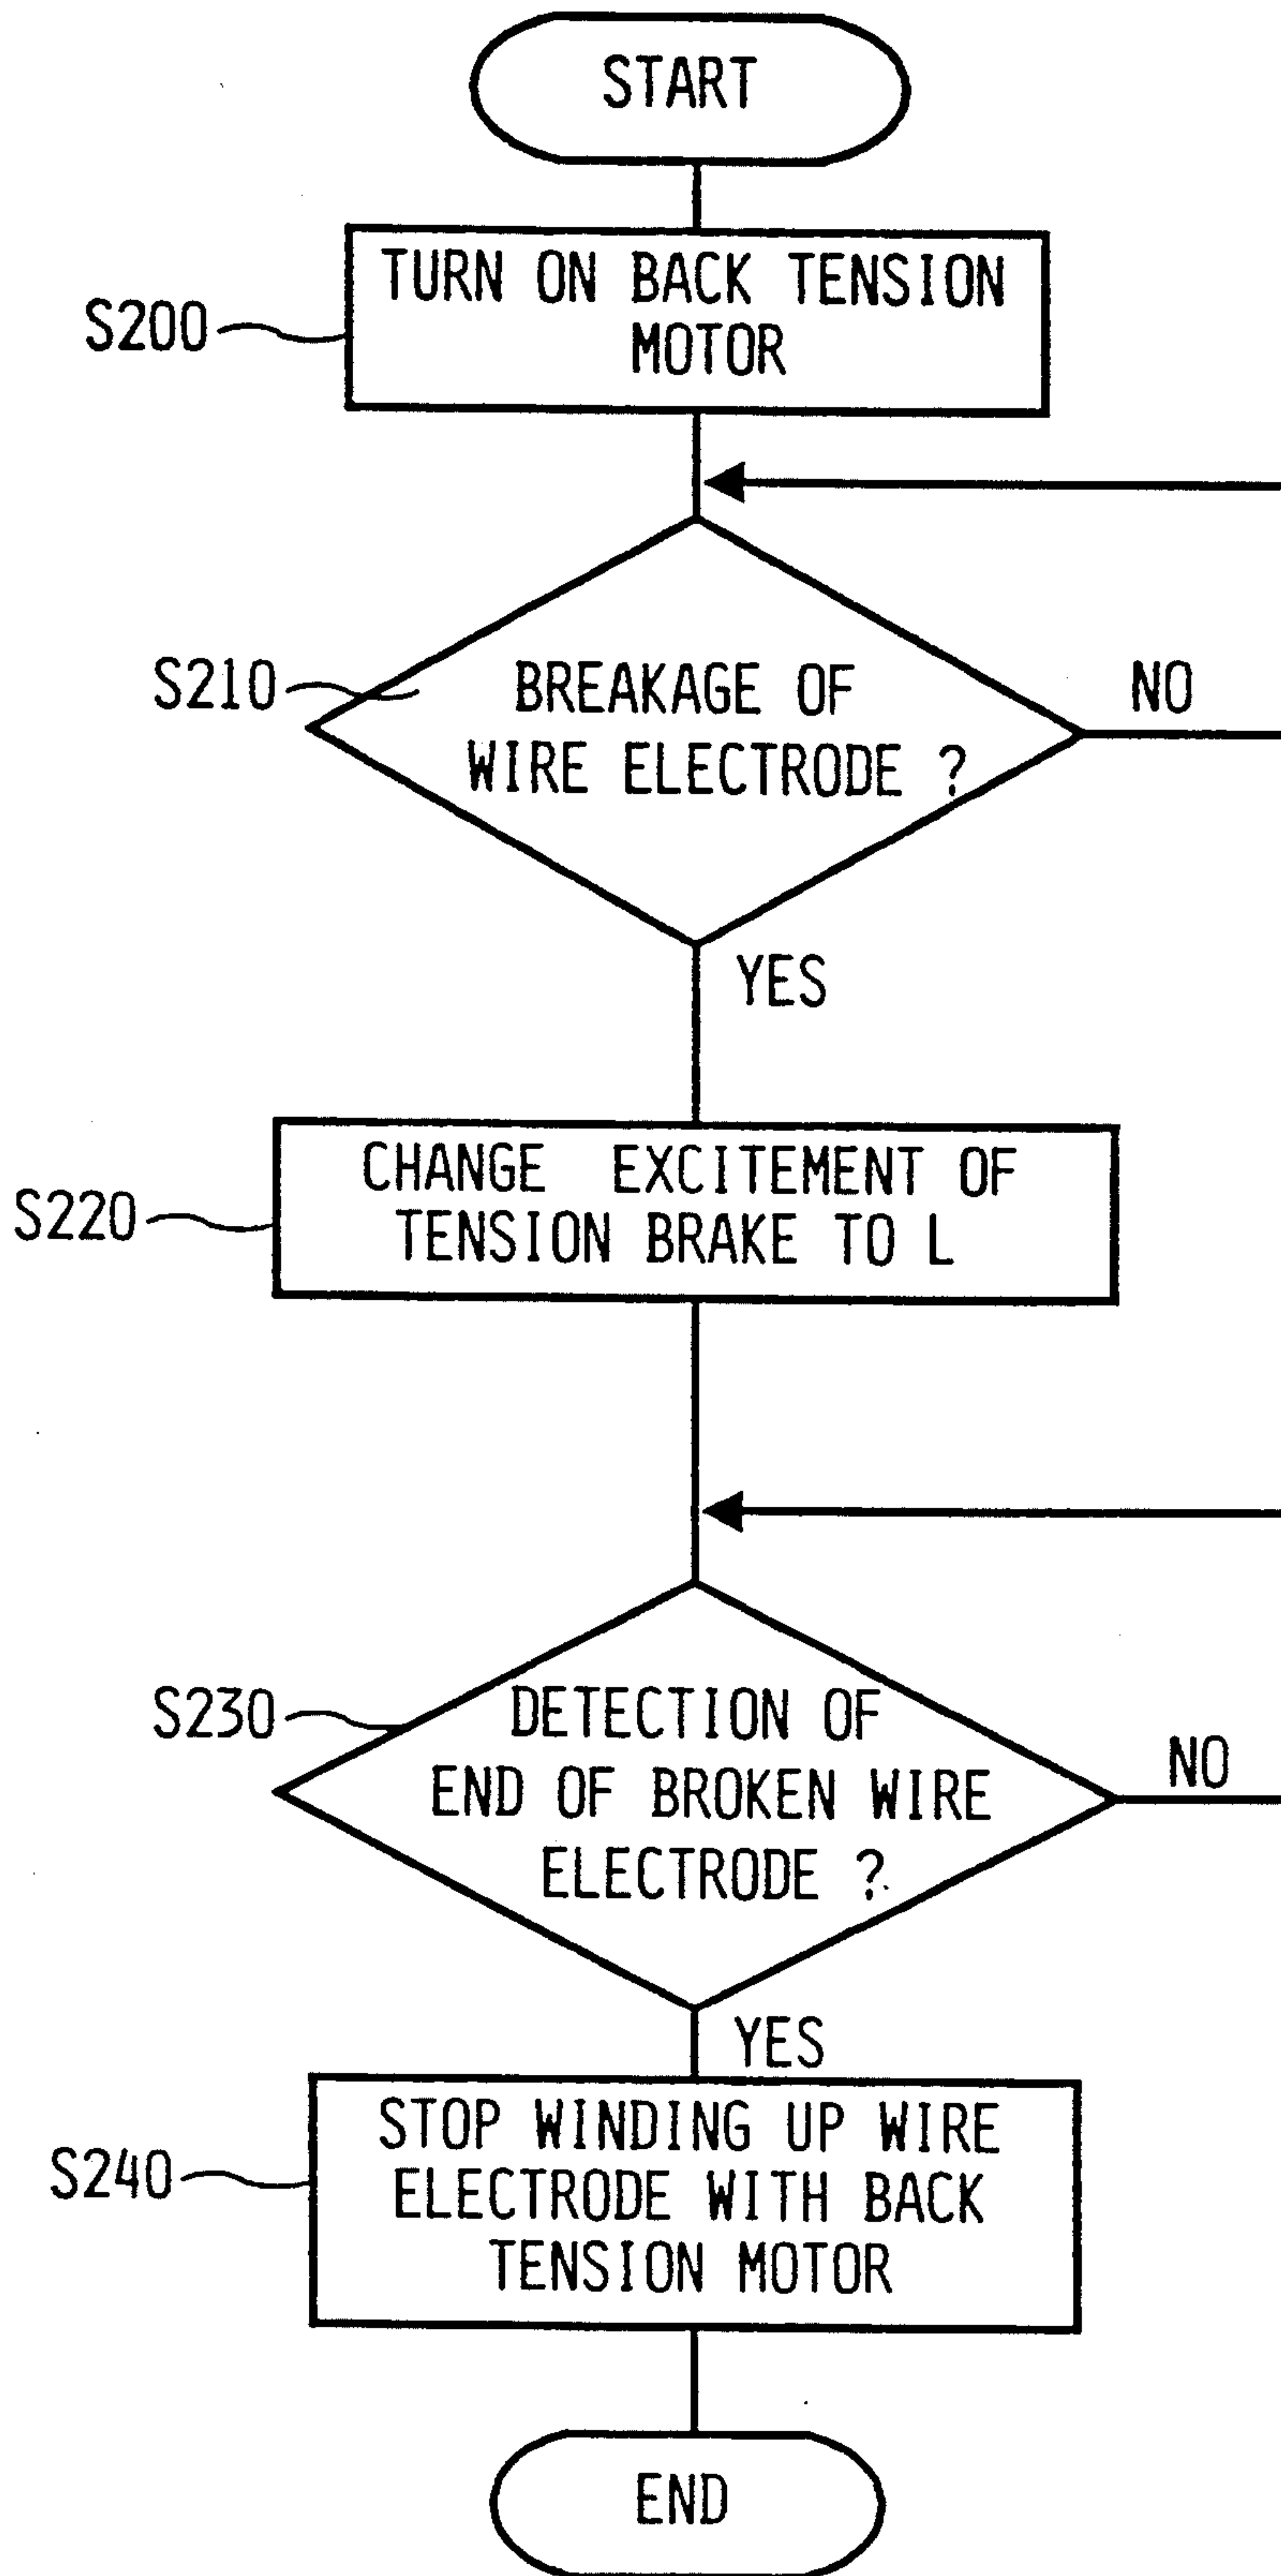 START
TURN ON BACK TENSION
MOTOR
S200
S210
BREAKAGE OF
WIRE ELECTRODE ?
NO
YES
CHANGE EXCITEMENT OF
TENSION BRAKE TO L
S220
S230
DETECTION OF
END OF BROKEN WIRE
ELECTRODE ?
NO
YES
STOP WINDING UP WIRE
ELECTRODE WITH BACK
TENSION MOTOR
S240
END